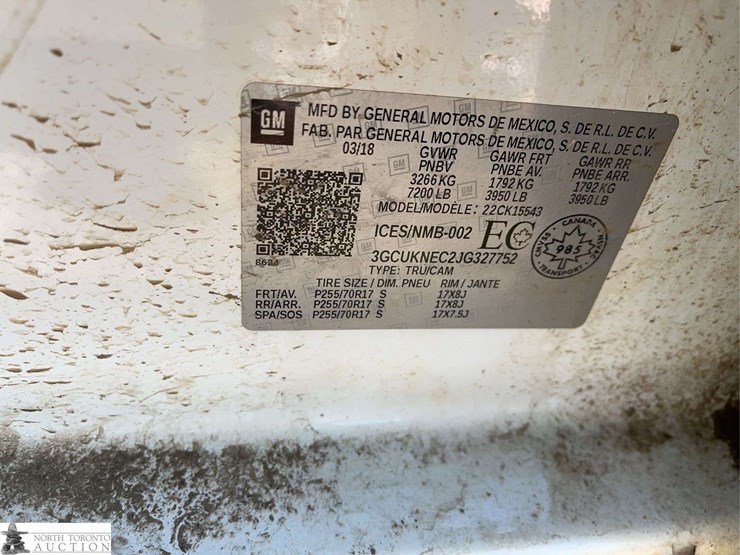 GM
MFD BY GENERAL MOTORS DE MEXICO, S. DE R.L. DE C.V.
FAB. PAR GENERAL MOTORS DE MEXICO, S. DE R.L. DE C.V.
03/18 GVWR GAWR FRT GAWR RR
PNBV PNBE AV. PNBE ARR.
3266 KG 1792 KG 1792 KG
7200 LB 3950 LB 3950 LB
MODEL/MODÈLE: 22CK15543
ICES/NMB-002 EC
8624 3GCUKNEC2JG327752
CANADA
985
TRANSPORT
TYPE: TRU/CAM
TIRE SIZE / DIM. PNEU RIM / JANTE
FRT/AV. P255/70R17 S 17X8J
RR/ARR. P255/70R17 S 17X8J
SPA/SOS P255/70R17 S 17X7.5J
NORTH TORONTO
AUCTION